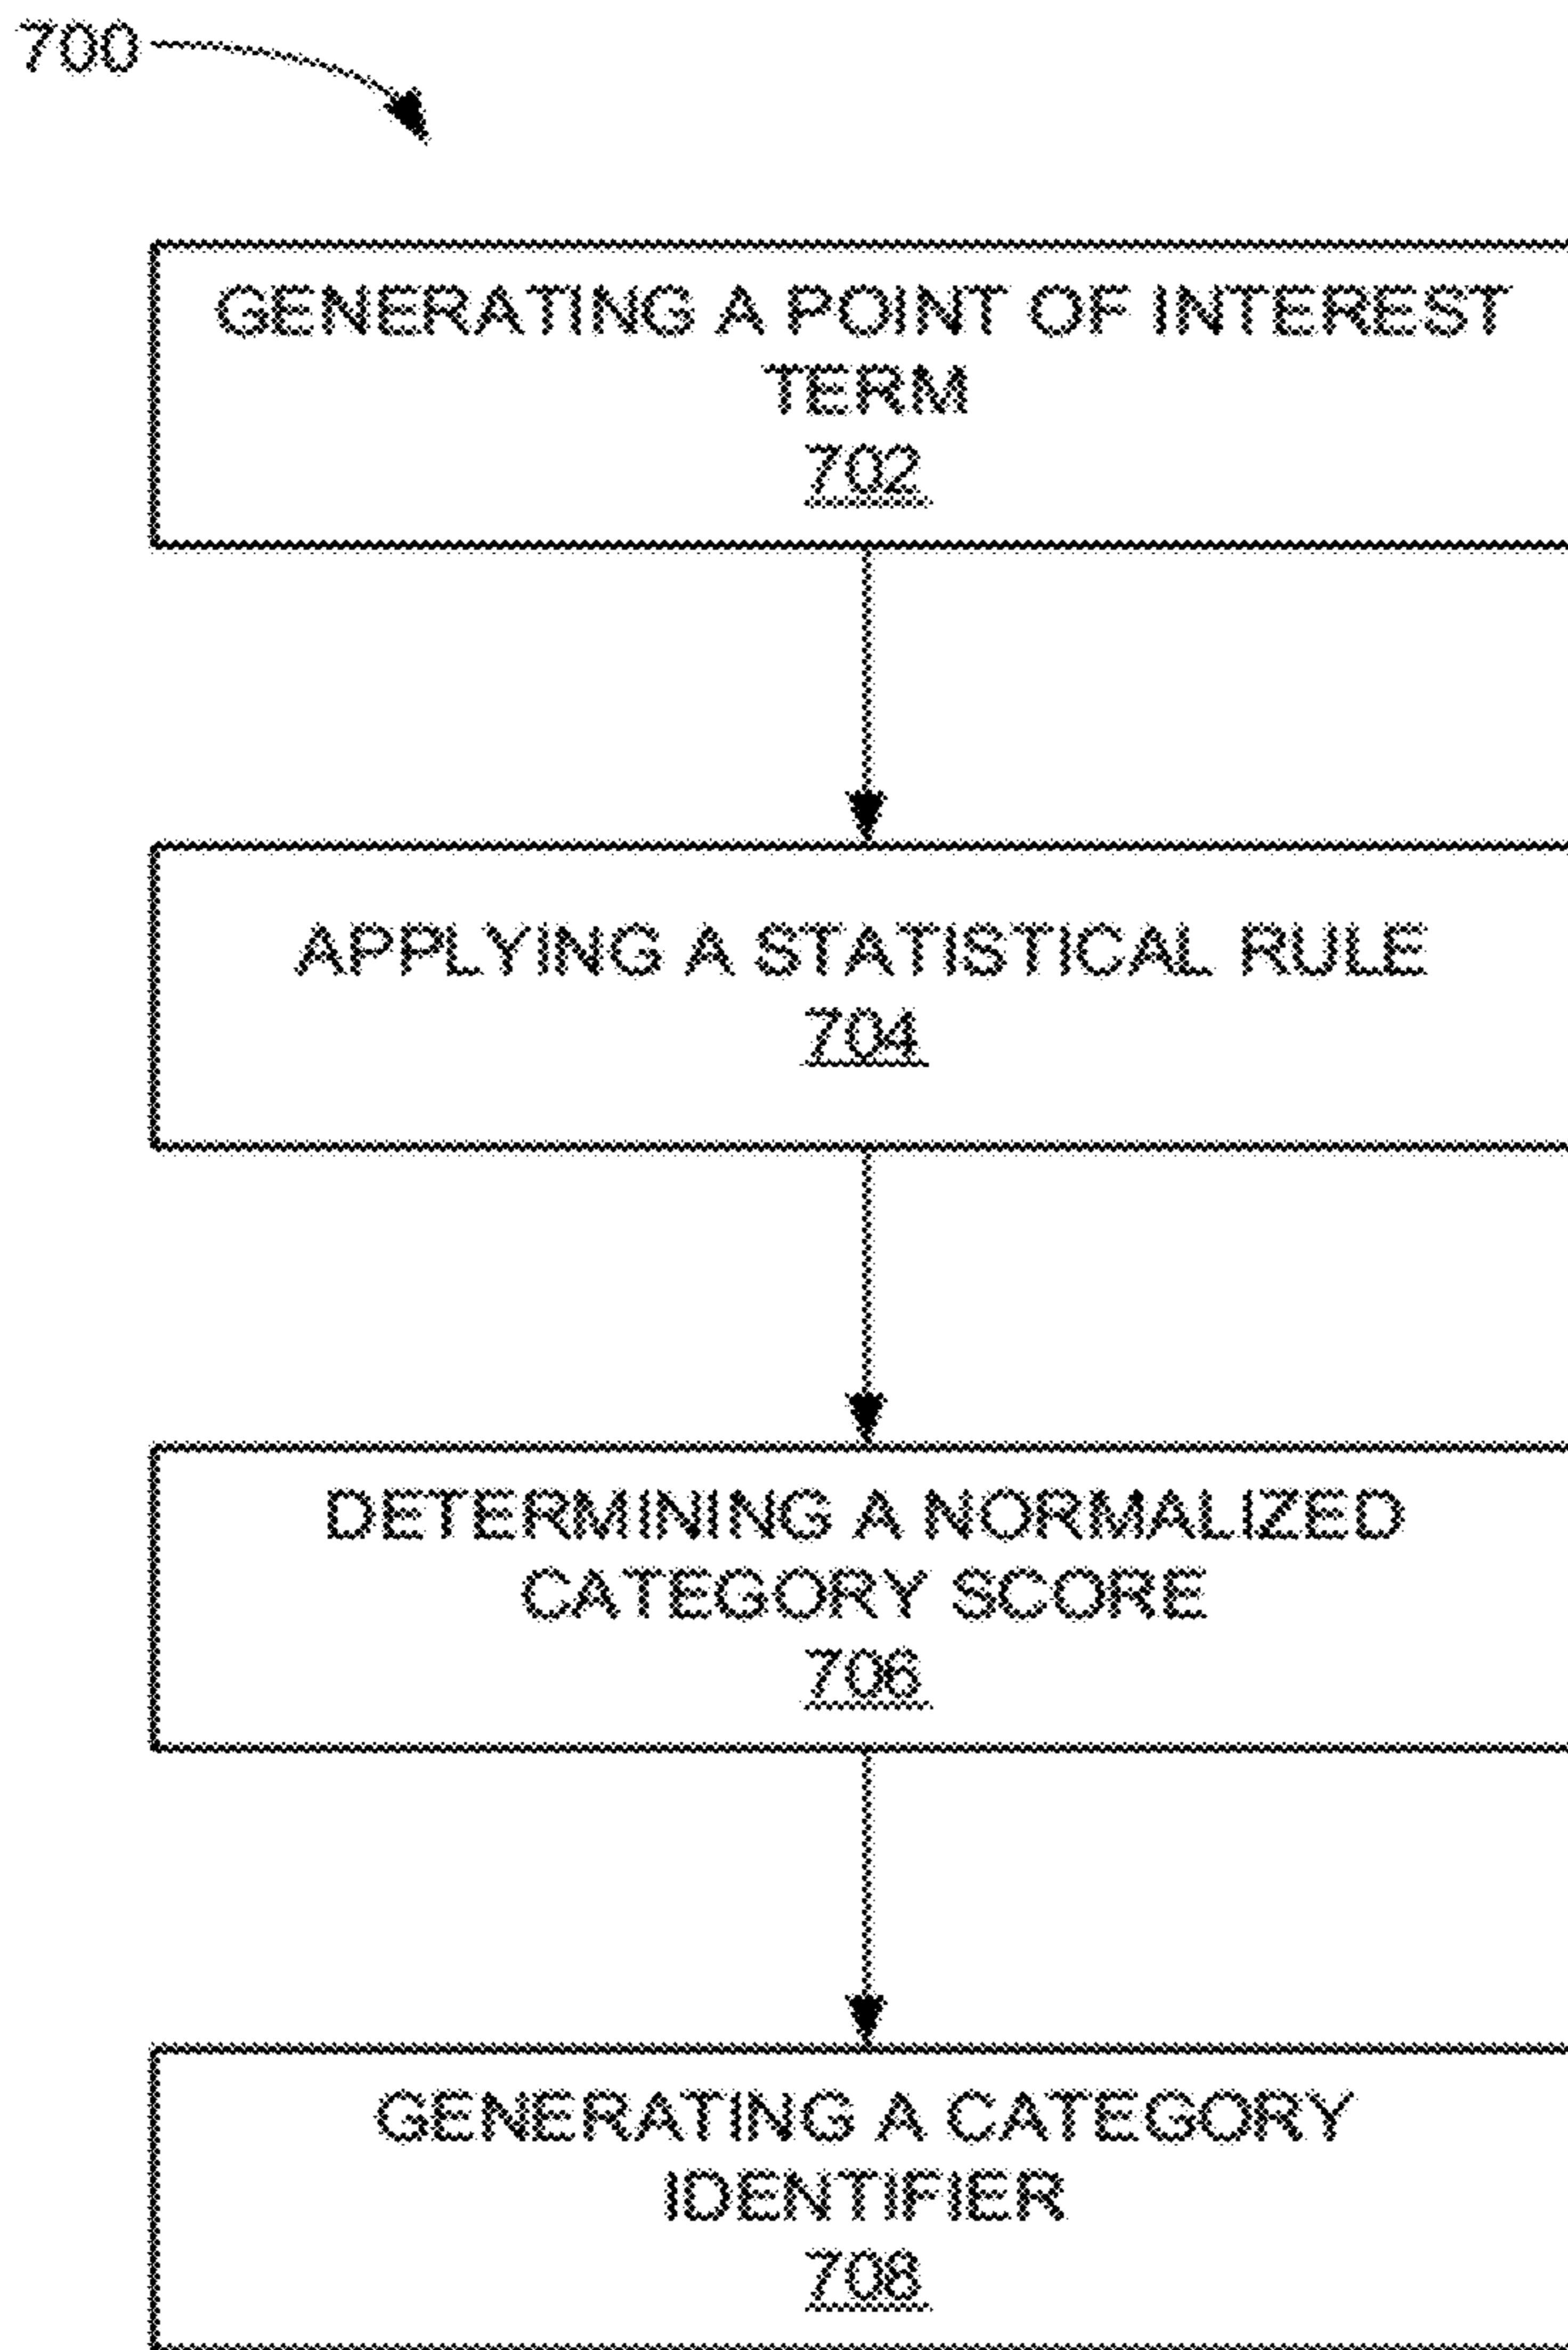 700
GENERATING A POINT OF INTEREST
TERM
702
APPLYING A STATISTICAL RULE
704
DETERMINING A NORMALIZED
CATEGORY SCORE
706
GENERATING A CATEGORY
IDENTIFIER
708